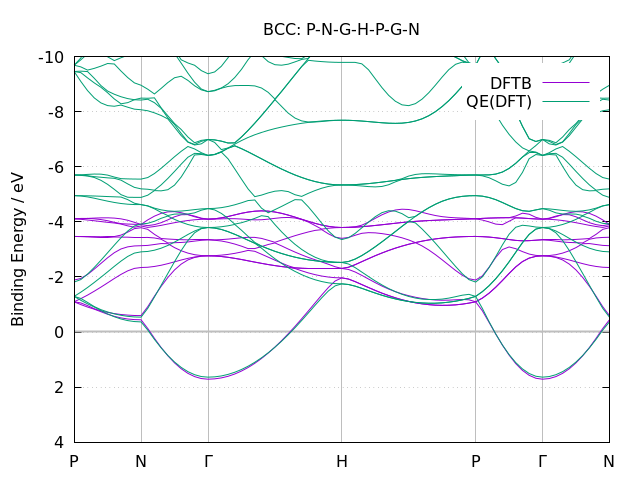 BCC: P-N-G-H-P-G-N
-10
DFTB
QE(DFT)
-8
-6
-4
-2
0
2
4
Binding Energy / eV
P N Γ H P Γ N